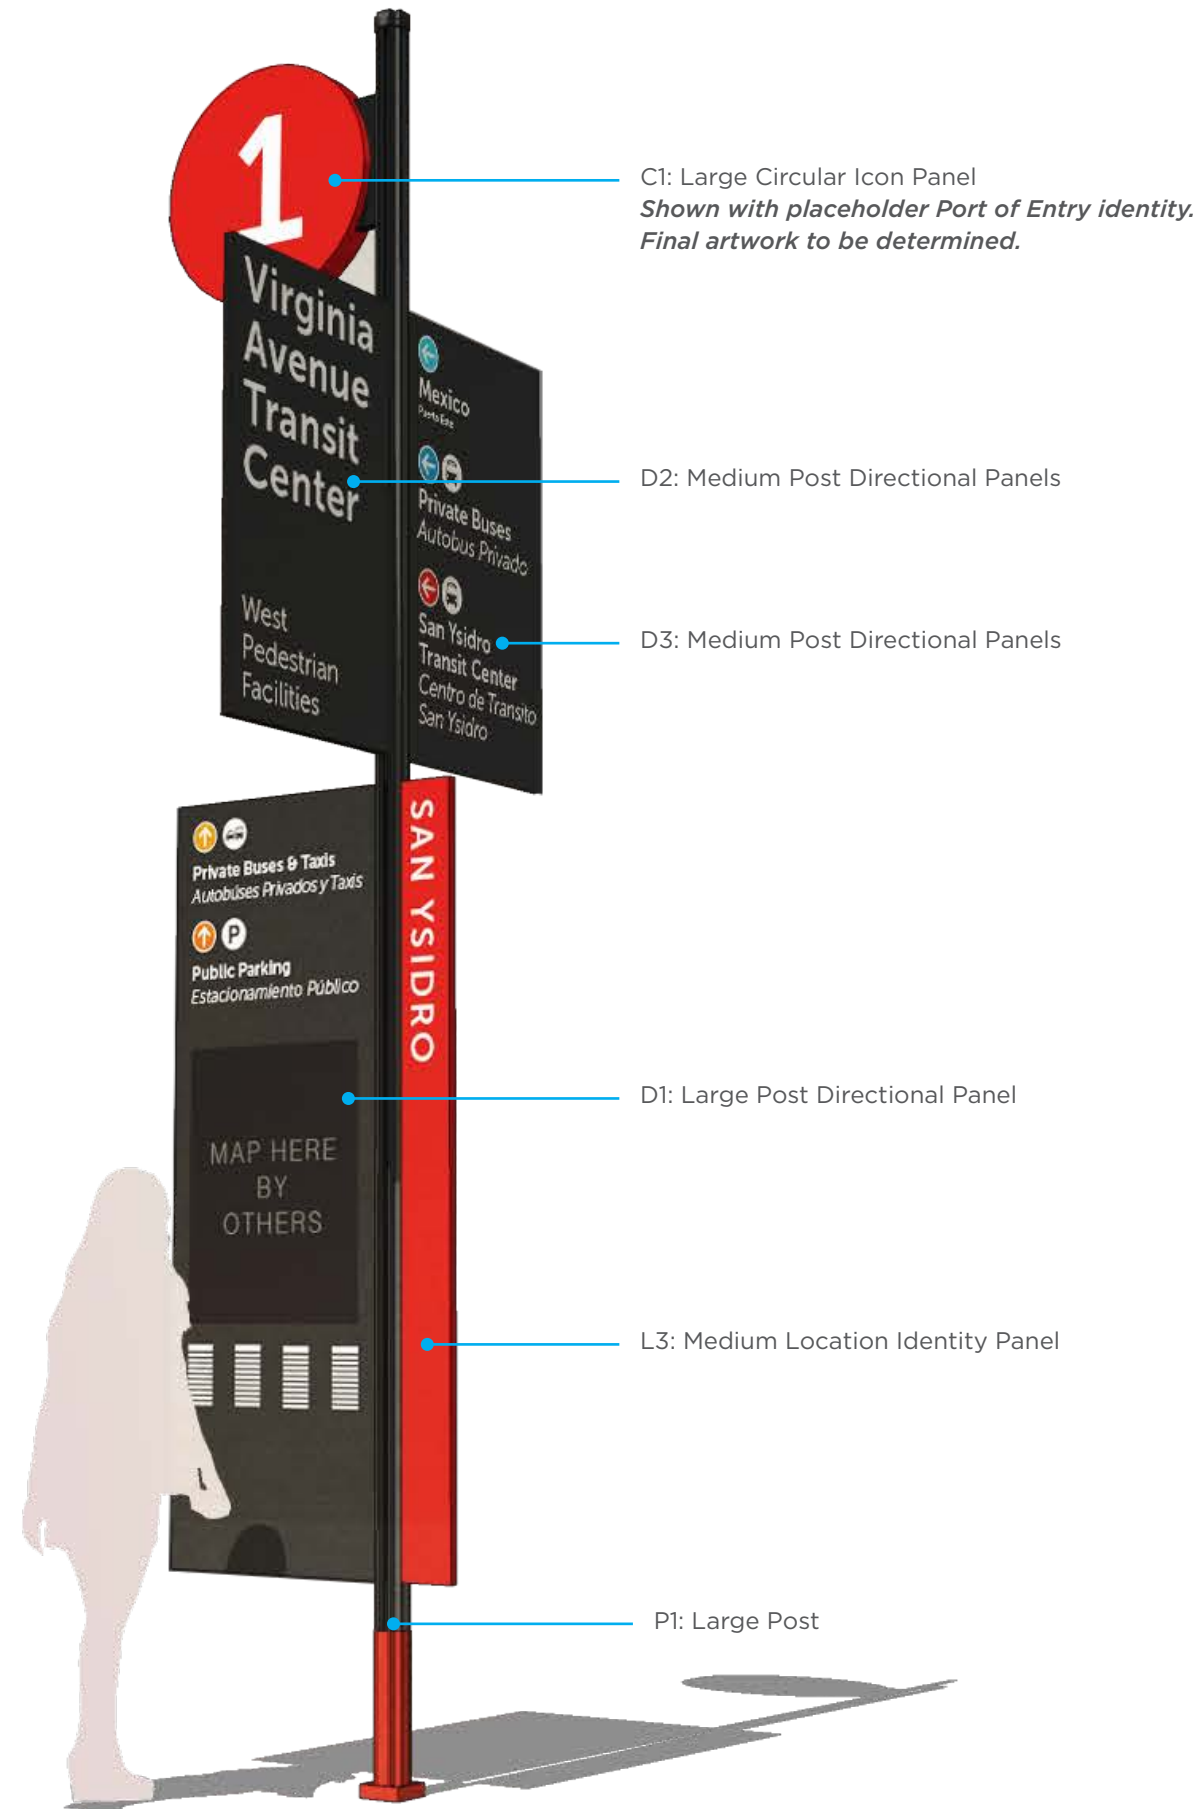 1
C1: Large Circular Icon Panel
Shown with placeholder Port of Entry identity.
Final artwork to be determined.
Virginia
Avenue
Transit
Center
West
Pedestrian
Facilities
Mexico
Puerta Este
Private Buses
Autobus Privado
San Ysidro
Transit Center
Centro de Transito
San Ysidro
D2: Medium Post Directional Panels
D3: Medium Post Directional Panels
Private Buses & Taxis
Autobúses Privados y Taxis
P
Public Parking
Estacionamiento Público
SAN YSIDRO
MAP HERE
BY
OTHERS
D1: Large Post Directional Panel
L3: Medium Location Identity Panel
P1: Large Post